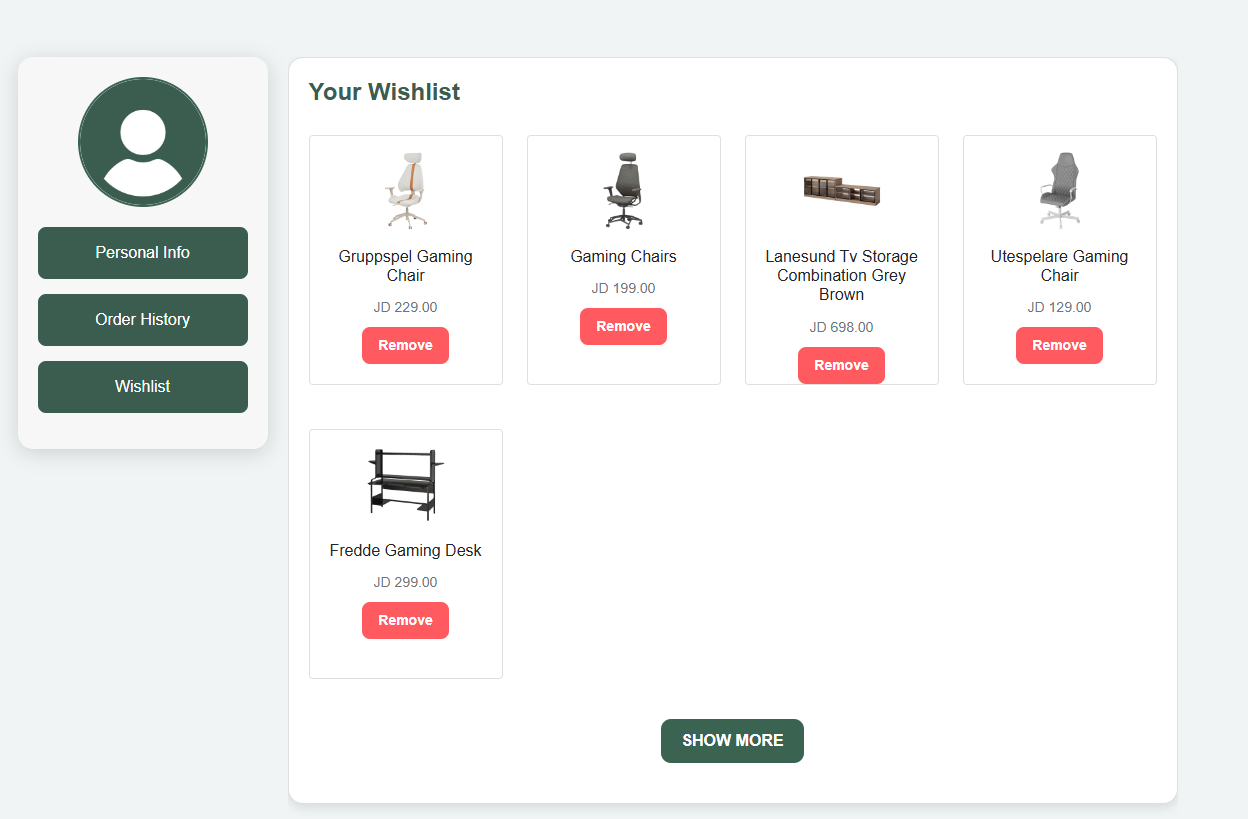 Personal Info
Order History
Wishlist
Your Wishlist
Gruppspel Gaming
Chair
JD 229.00
Remove
Gaming Chairs
JD 199.00
Remove
Lanesund Tv Storage
Combination Grey
Brown
JD 698.00
Remove
Utespelare Gaming
Chair
JD 129.00
Remove
Fredde Gaming Desk
JD 299.00
Remove
SHOW MORE